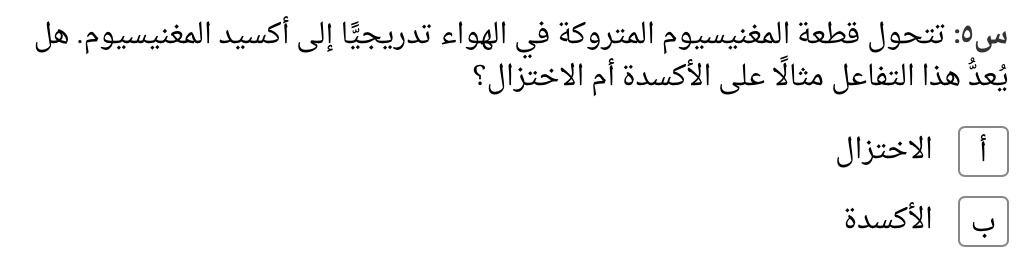 س٥: تتحول قطعة المغنيسيوم المتروكة في الهواء تدريجيًّا إلى أكسيد المغنيسيوم. هل
يُعدُّ هذا التفاعل مثالًا على الأكسدة أم الاختزال؟
أ الاختزال
ب الأكسدة